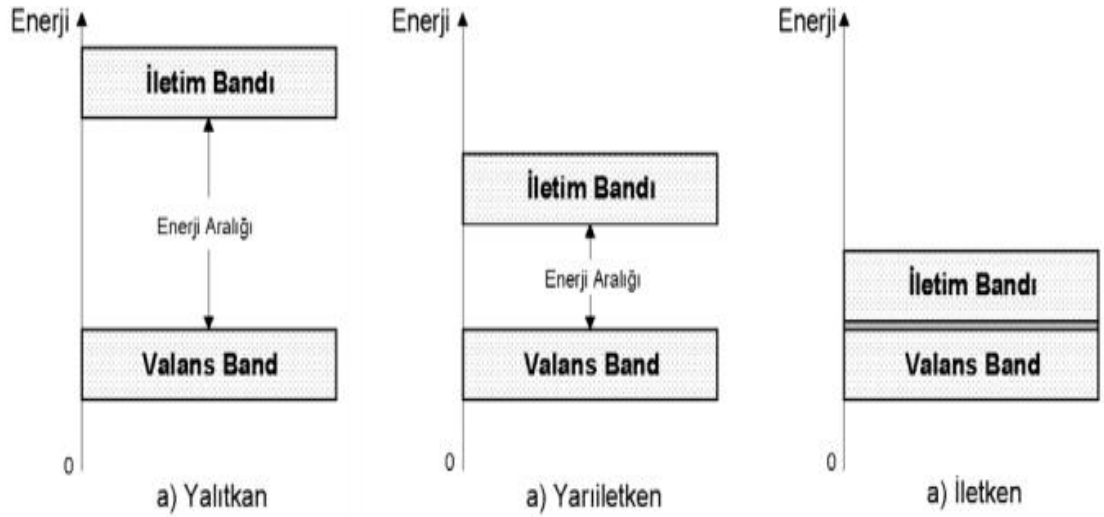 Enerji
İletim Bandı
Enerji Aralığı
Valans Band
0
a) Yalıtkan
Enerji
İletim Bandı
Enerji Aralığı
Valans Band
0
a) Yarıiletken
Enerji
İletim Bandı
Valans Band
0
a) İletken